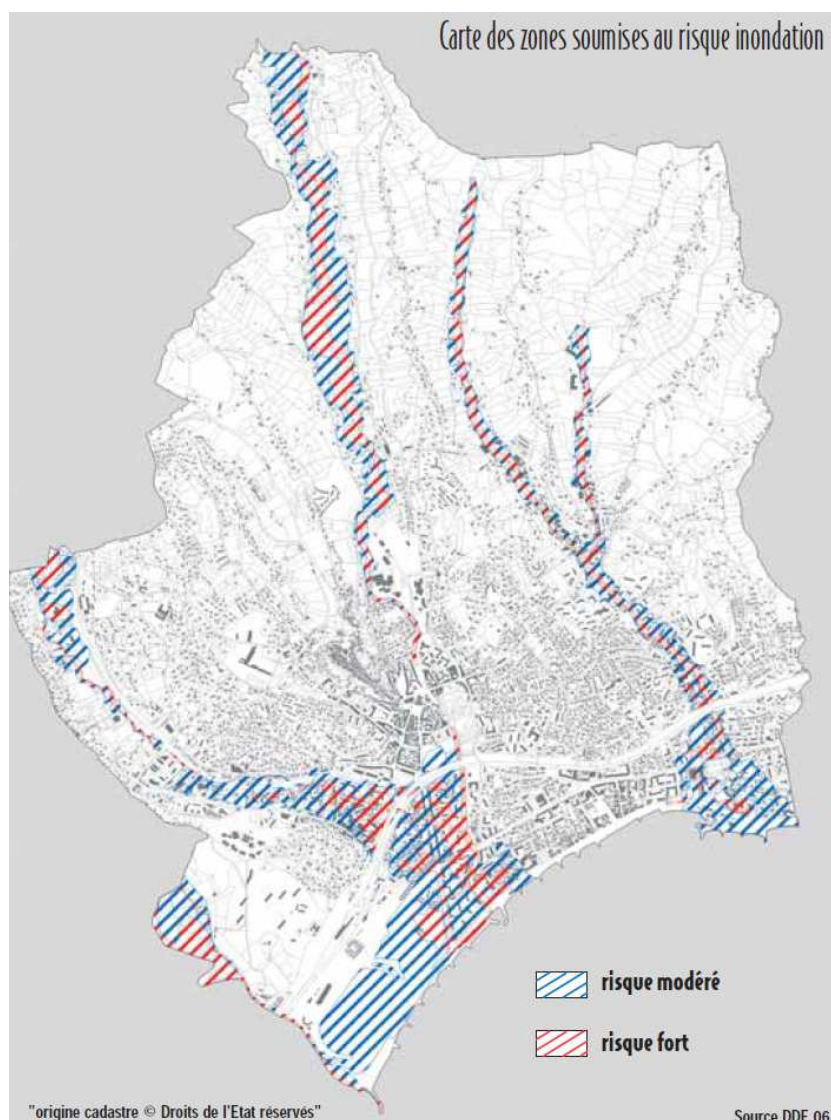 Carte des zones soumises au risque inondation
risque modéré
risque fort
"origine cadastre © Droits de l'Etat réservés"
Source DDE 06